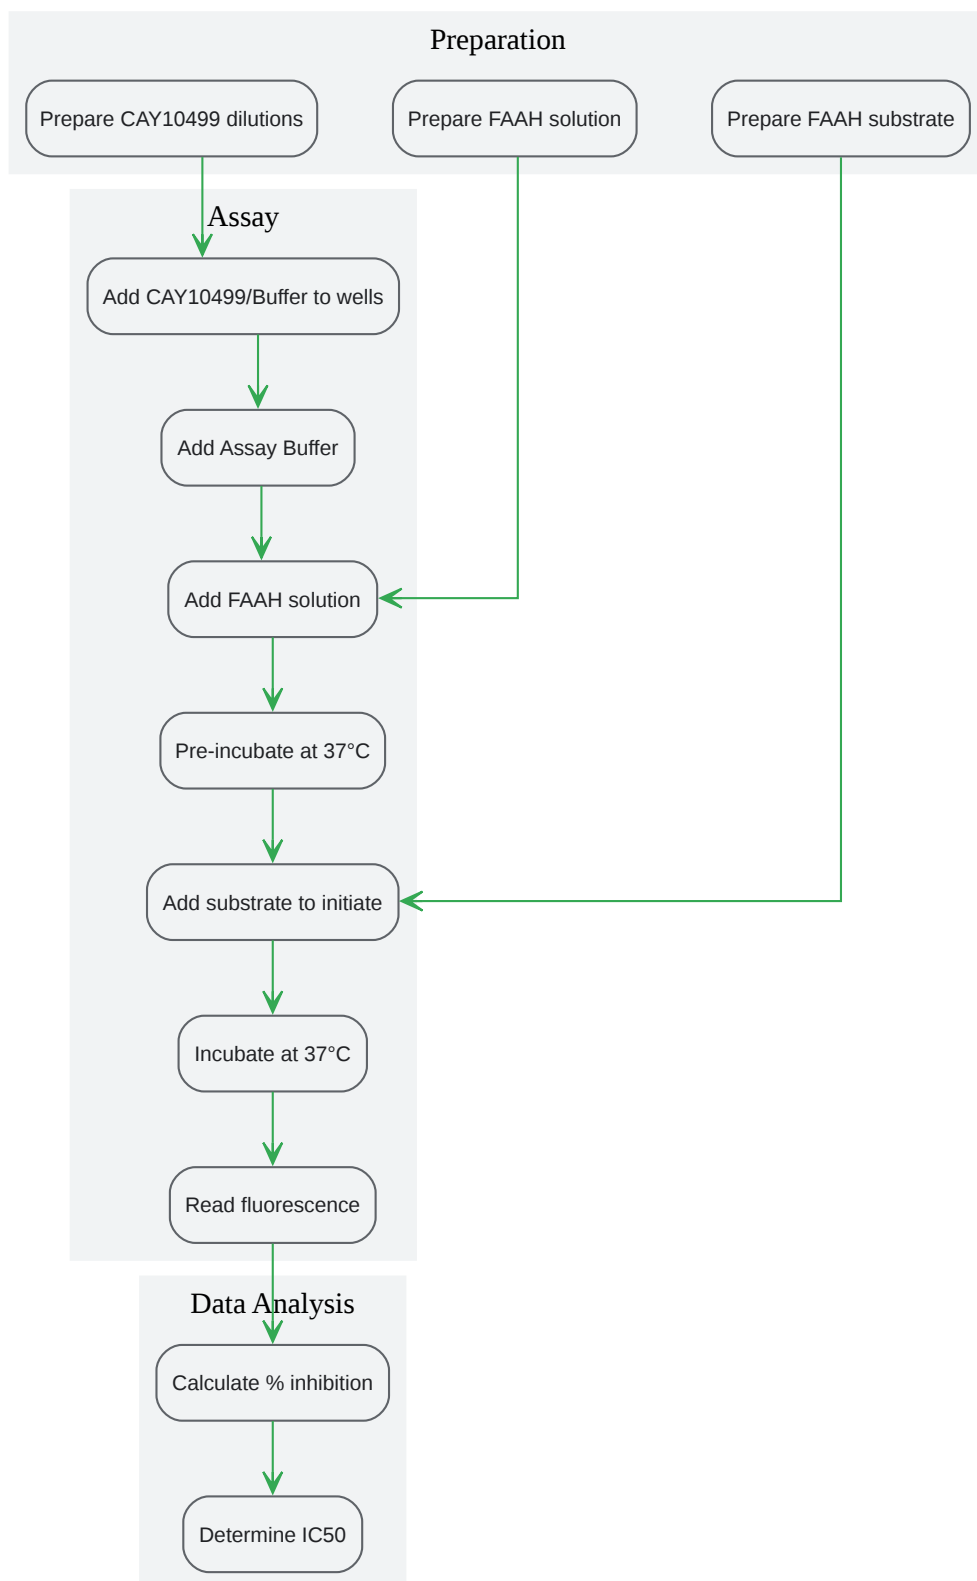 Preparation
Prepare CAY10499 dilutions
Prepare FAAH solution
Prepare FAAH substrate
Assay
Add CAY10499/Buffer to wells
Add Assay Buffer
Add FAAH solution
Pre-incubate at 37°C
Add substrate to initiate
Incubate at 37°C
Read fluorescence
Data Analysis
Calculate % inhibition
Determine IC50